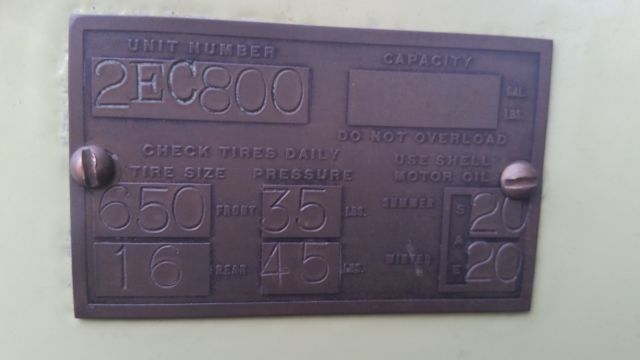 UNIT NUMBER
CAPACITY
2EC800
GAL.
LBS.
DO NOT OVERLOAD
CHECK TIRES DAILY
USE SHELL
TIRE SIZE PRESSURE
MOTOR OIL
650 FRONT 35 LBS. SUMMER SAE 20
16 REAR 45 LBS. WINTER 20